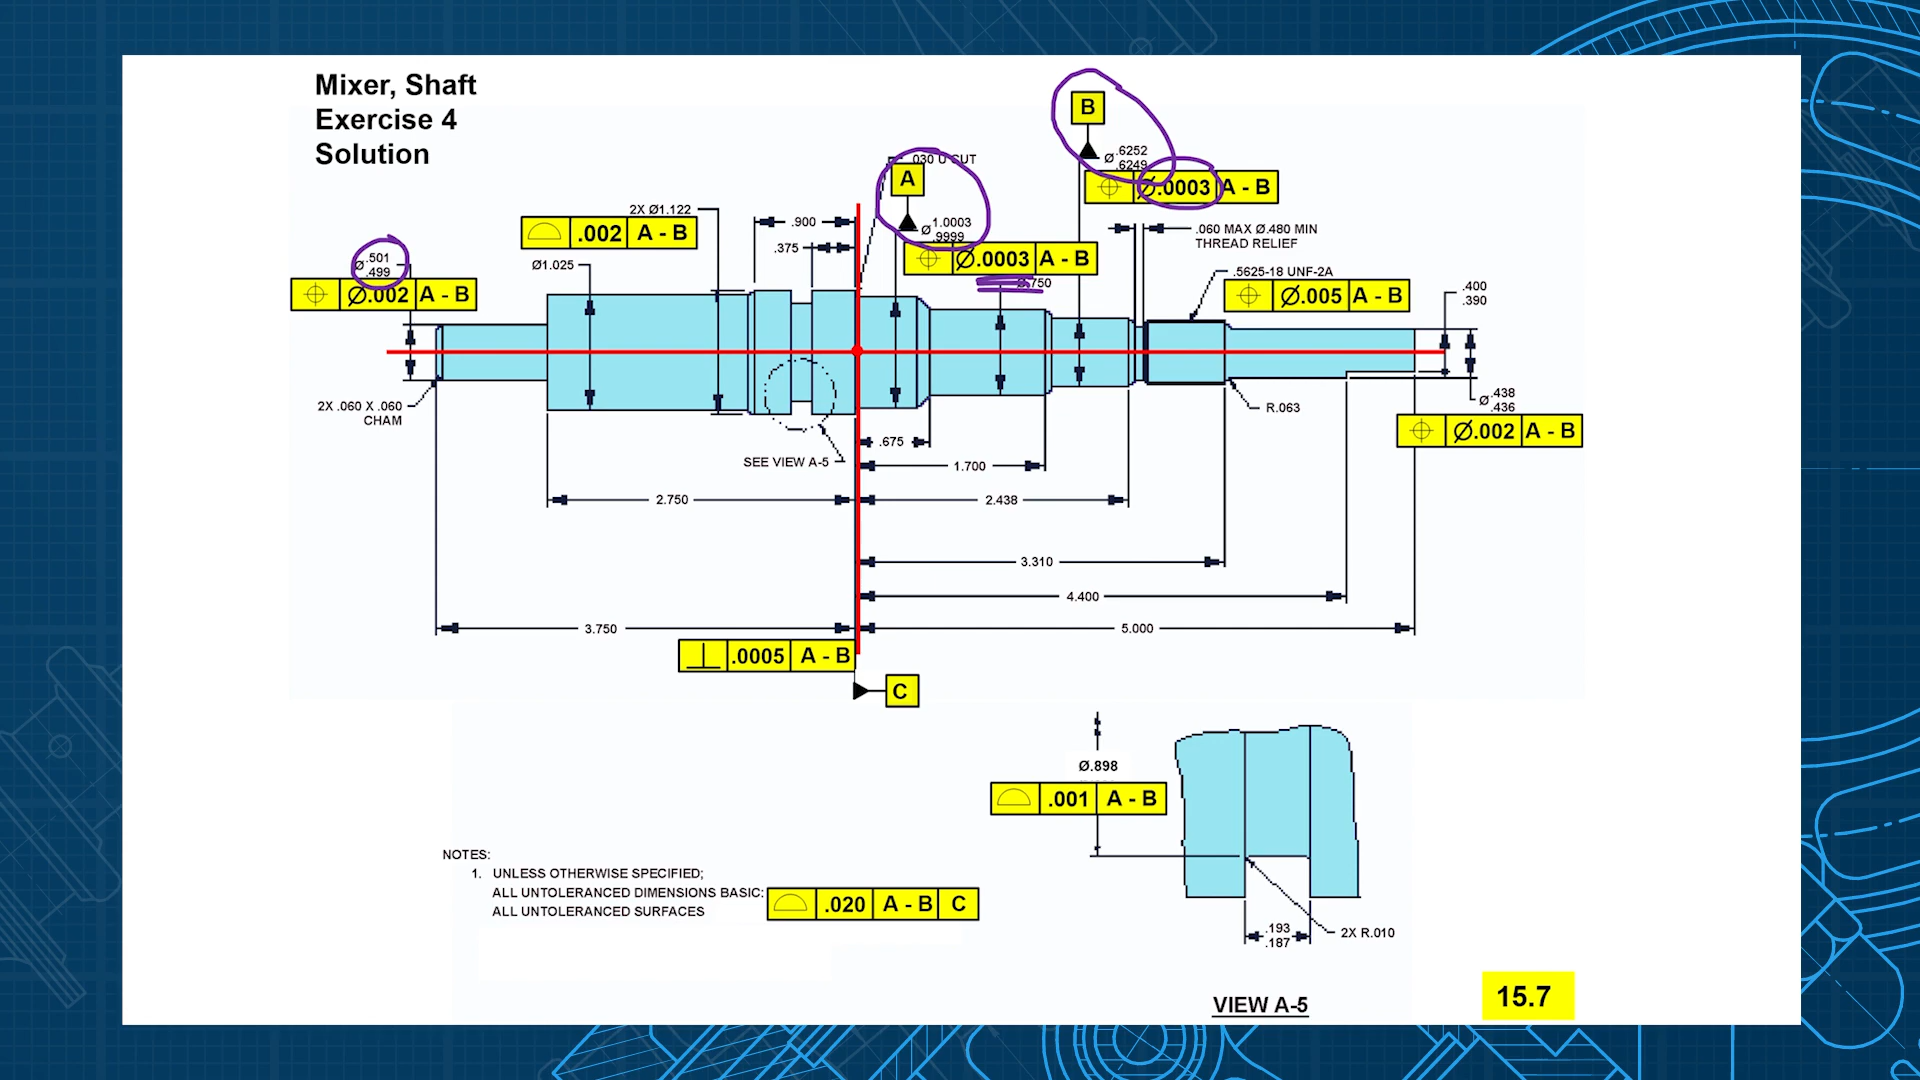 Mixer, Shaft
Exercise 4
Solution
B
.030 U CUT
Ø.6252
.6249
A
⌖ Ø.0003 A - B
2X Ø1.122
.900
Ø1.0003
.9999
⌓ .002 A - B
.060 MAX Ø.480 MIN
THREAD RELIEF
.375
Ø.501
.499
Ø1.025
⌖ Ø.0003 A - B
.5625-18 UNF-2A
⌖ Ø.002 A - B
Ø.750
⌖ Ø.005 A - B
.400
.390
2X .060 X .060
CHAM
R.063
Ø.438
.436
⌖ Ø.002 A - B
.675
SEE VIEW A-5
1.700
2.750
2.438
3.310
4.400
3.750
5.000
⟂ .0005 A - B
C
Ø.898
⌓ .001 A - B
NOTES:
1. UNLESS OTHERWISE SPECIFIED;
ALL UNTOLERANCED DIMENSIONS BASIC:
ALL UNTOLERANCED SURFACES
⌓ .020 A - B C
.193
.187
2X R.010
VIEW A-5
15.7